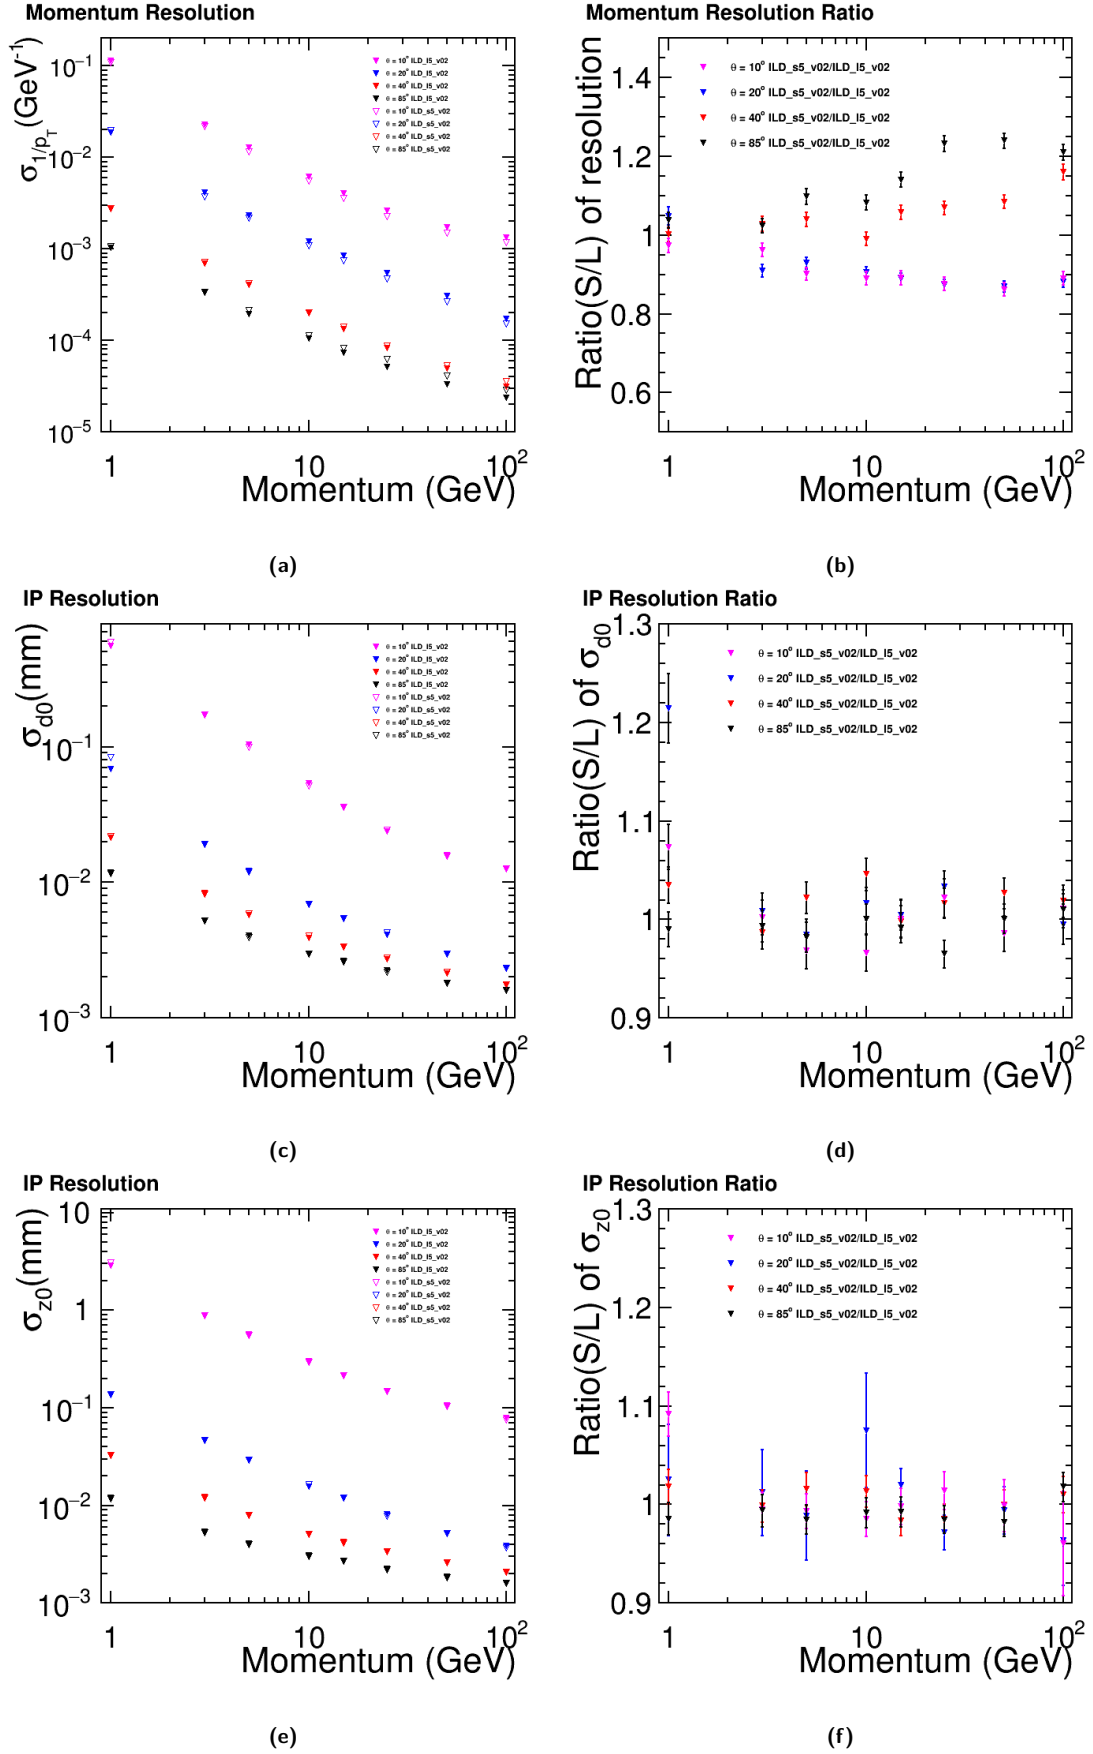 Momentum Resolution
σ1/pT(GeV-1)
10−1
10−2
10−3
10−4
10−5
θ = 10° ILD_l5_v02
θ = 20° ILD_l5_v02
θ = 40° ILD_l5_v02
θ = 85° ILD_l5_v02
θ = 10° ILD_s5_v02
θ = 20° ILD_s5_v02
θ = 40° ILD_s5_v02
θ = 85° ILD_s5_v02
1 10 10²
Momentum (GeV)
(a)
Momentum Resolution Ratio
Ratio(S/L) of resolution
1.4
1.2
1
0.8
0.6
θ = 10° ILD_s5_v02/ILD_l5_v02
θ = 20° ILD_s5_v02/ILD_l5_v02
θ = 40° ILD_s5_v02/ILD_l5_v02
θ = 85° ILD_s5_v02/ILD_l5_v02
1 10 10²
Momentum (GeV)
(b)
IP Resolution
σd0(mm)
10−1
10−2
10−3
θ = 10° ILD_l5_v02
θ = 20° ILD_l5_v02
θ = 40° ILD_l5_v02
θ = 85° ILD_l5_v02
θ = 10° ILD_s5_v02
θ = 20° ILD_s5_v02
θ = 40° ILD_s5_v02
θ = 85° ILD_s5_v02
1 10 10²
Momentum (GeV)
(c)
IP Resolution Ratio
Ratio(S/L) of σd0
1.3
1.2
1.1
1
0.9
θ = 10° ILD_s5_v02/ILD_l5_v02
θ = 20° ILD_s5_v02/ILD_l5_v02
θ = 40° ILD_s5_v02/ILD_l5_v02
θ = 85° ILD_s5_v02/ILD_l5_v02
1 10 10²
Momentum (GeV)
(d)
IP Resolution
σz0(mm)
10
1
10−1
10−2
10−3
θ = 10° ILD_l5_v02
θ = 20° ILD_l5_v02
θ = 40° ILD_l5_v02
θ = 85° ILD_l5_v02
θ = 10° ILD_s5_v02
θ = 20° ILD_s5_v02
θ = 40° ILD_s5_v02
θ = 85° ILD_s5_v02
1 10 10²
Momentum (GeV)
(e)
IP Resolution Ratio
Ratio(S/L) of σz0
1.3
1.2
1.1
1
0.9
θ = 10° ILD_s5_v02/ILD_l5_v02
θ = 20° ILD_s5_v02/ILD_l5_v02
θ = 40° ILD_s5_v02/ILD_l5_v02
θ = 85° ILD_s5_v02/ILD_l5_v02
1 10 10²
Momentum (GeV)
(f)